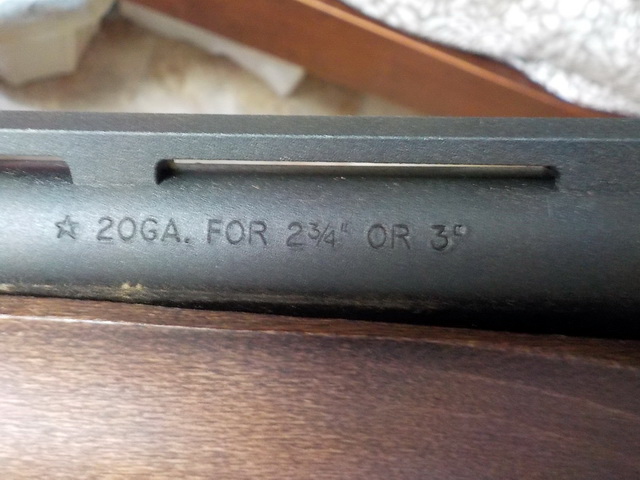 ☆ 20GA. FOR 2¾" OR 3"